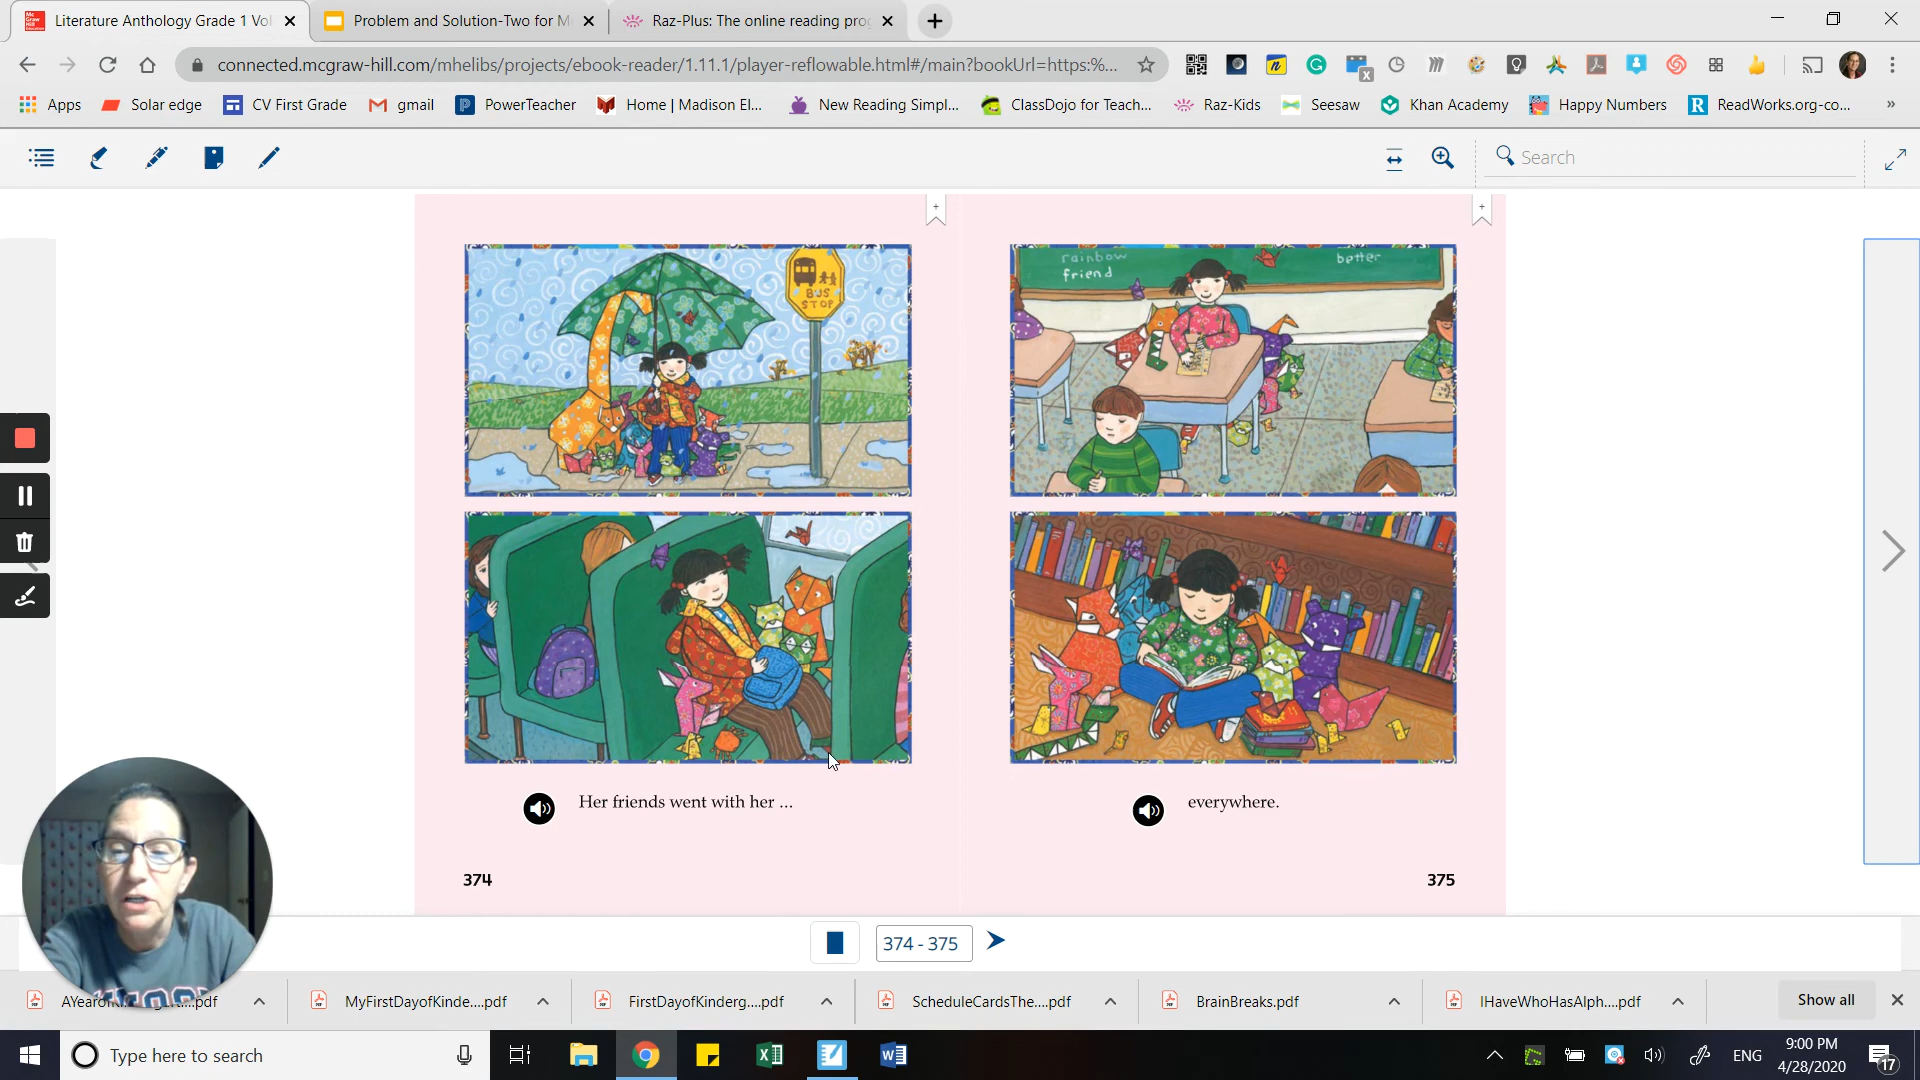 Literature Anthology Grade 1 Vol
Problem and Solution-Two for M
Raz-Plus: The online reading pro
connected.mcgraw-hill.com/mhelibs/projects/ebook-reader/1.11.1/player-reflowable.html#/main?bookUrl=https:%...
Apps
Solar edge
CV First Grade
gmail
PowerTeacher
Home | Madison El...
New Reading Simpl...
ClassDojo for Teach...
Raz-Kids
Seesaw
Khan Academy
Happy Numbers
ReadWorks.org-co...
Search
BUS
STOP
rainbow
friend
better
Her friends went with her ...
everywhere.
374
375
374 - 375
MyFirstDayofKinde....pdf
FirstDayofKinderg....pdf
ScheduleCardsThe....pdf
BrainBreaks.pdf
IHaveWhoHasAlph....pdf
Show all
Type here to search
ENG
9:00 PM
4/28/2020
17